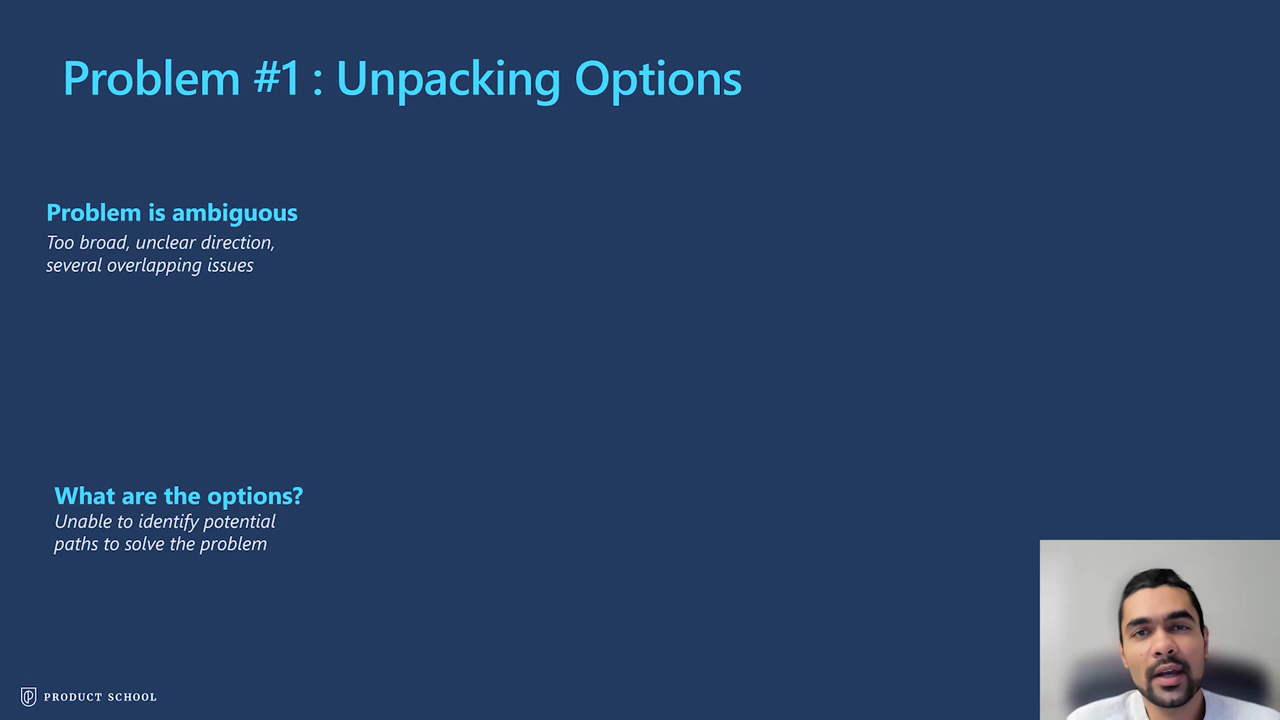 Problem #1 : Unpacking Options
Problem is ambiguous
Too broad, unclear direction,
several overlapping issues
What are the options?
Unable to identify potential
paths to solve the problem
PRODUCT SCHOOL